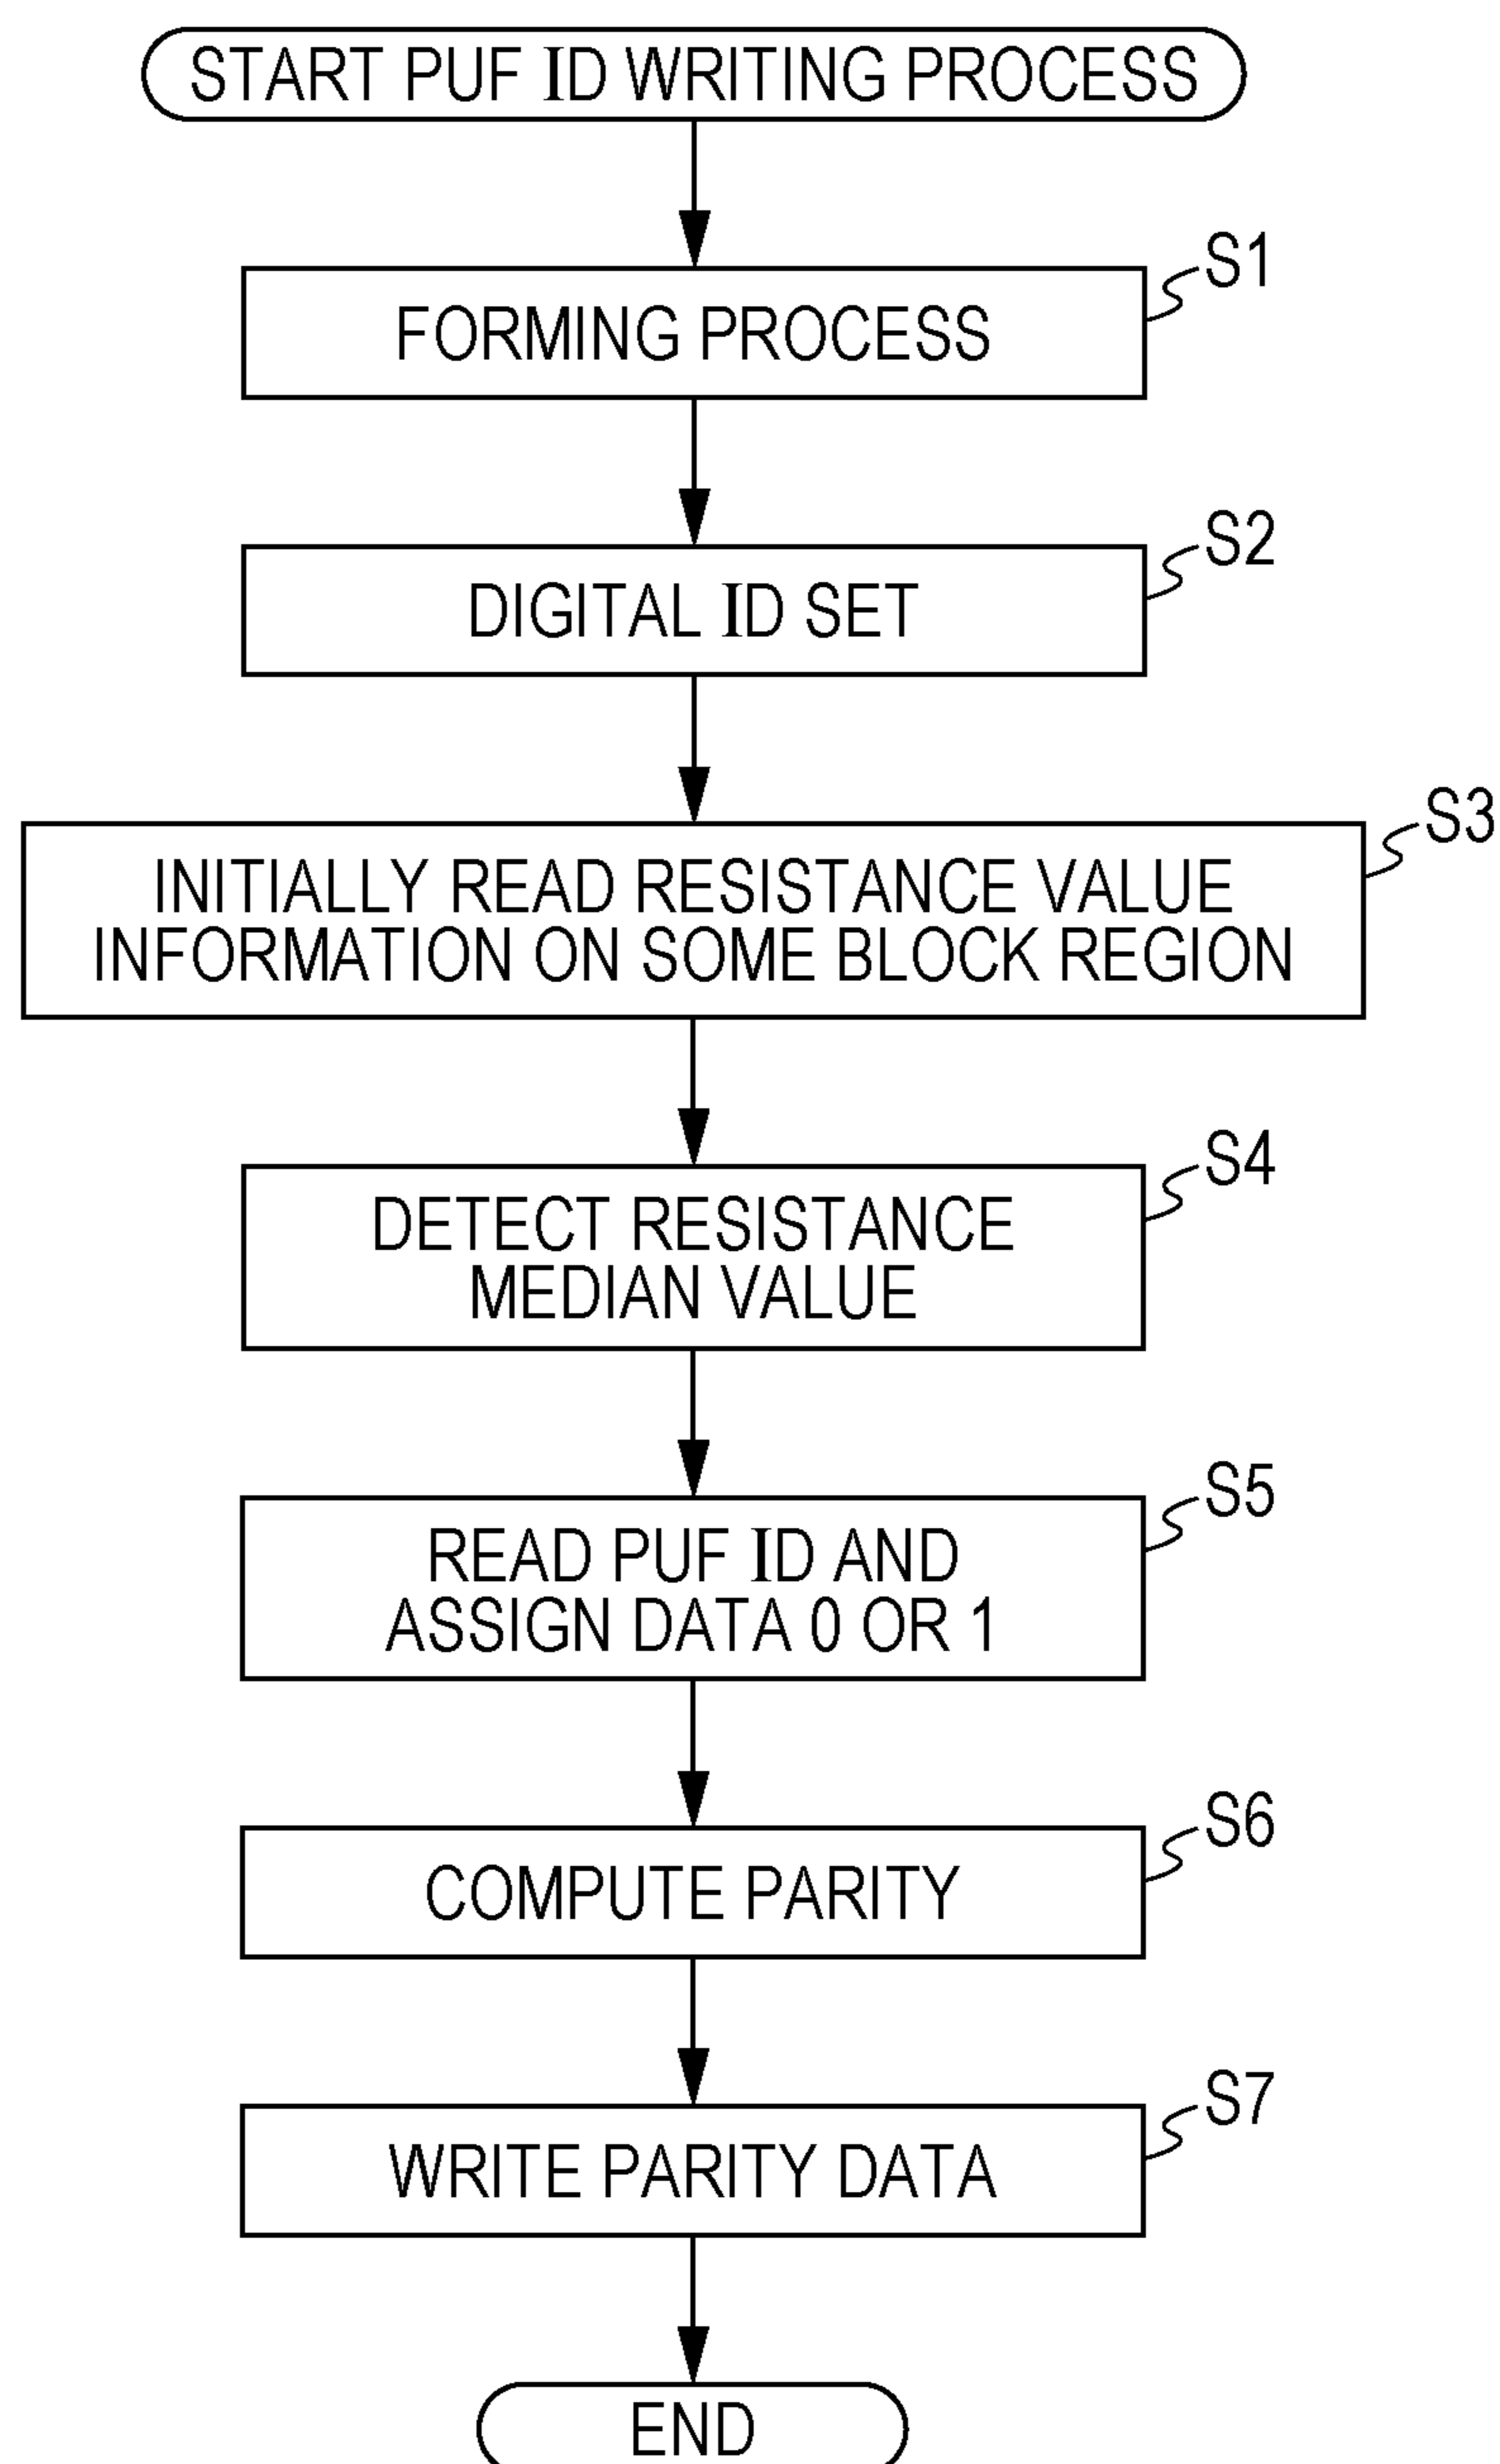 START PUF ID WRITING PROCESS
S1
FORMING PROCESS
S2
DIGITAL ID SET
S3
INITIALLY READ RESISTANCE VALUE
INFORMATION ON SOME BLOCK REGION
S4
DETECT RESISTANCE
MEDIAN VALUE
S5
READ PUF ID AND
ASSIGN DATA 0 OR 1
S6
COMPUTE PARITY
S7
WRITE PARITY DATA
END